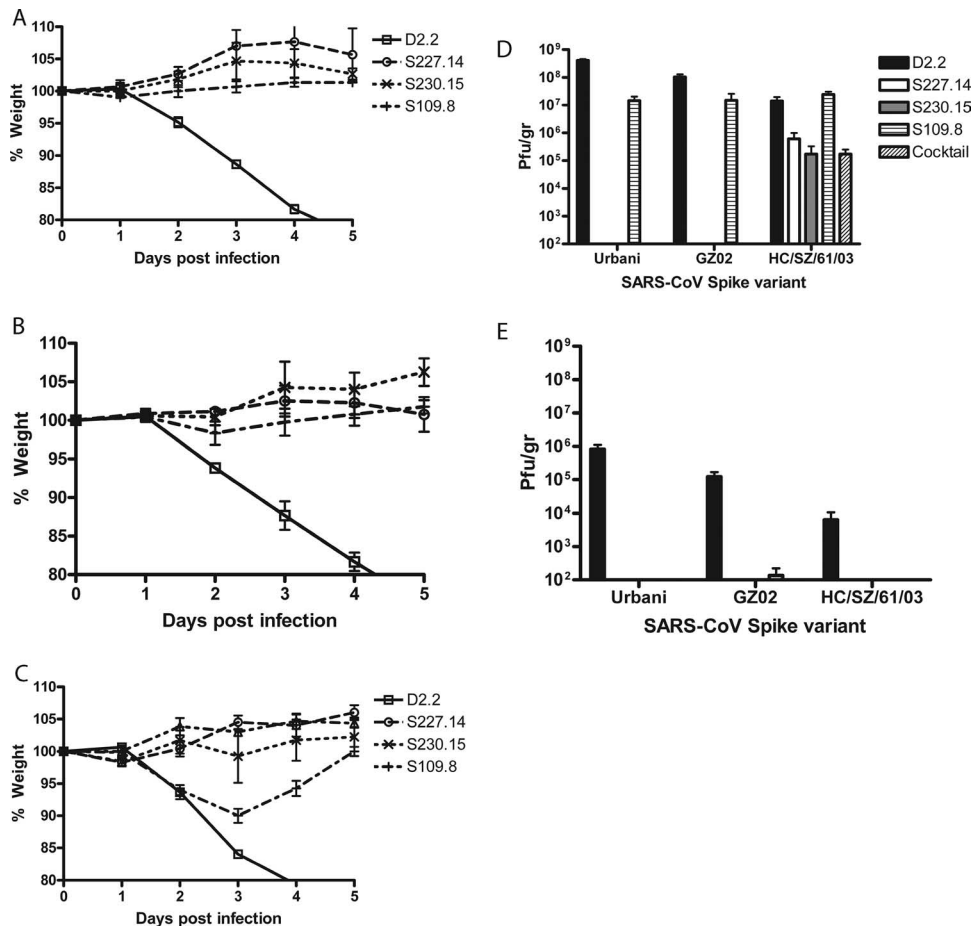 A
110
105
100
95
90
85
80
% Weight
0 1 2 3 4 5
Days post infection
D2.2
S227.14
S230.15
S109.8
B
110
105
100
95
90
85
80
% Weight
0 1 2 3 4 5
Days post infection
C
110
105
100
95
90
85
80
% Weight
0 1 2 3 4 5
Days post infection
D2.2
S227.14
S230.15
S109.8
D
10⁹
10⁸
10⁷
10⁶
10⁵
10⁴
10³
10²
Pfu/gr
Urbani GZ02 HC/SZ/61/03
SARS-CoV Spike variant
D2.2
S227.14
S230.15
S109.8
Cocktail
E
10⁹
10⁸
10⁷
10⁶
10⁵
10⁴
10³
10²
Pfu/gr
Urbani GZ02 HC/SZ/61/03
SARS-CoV Spike variant